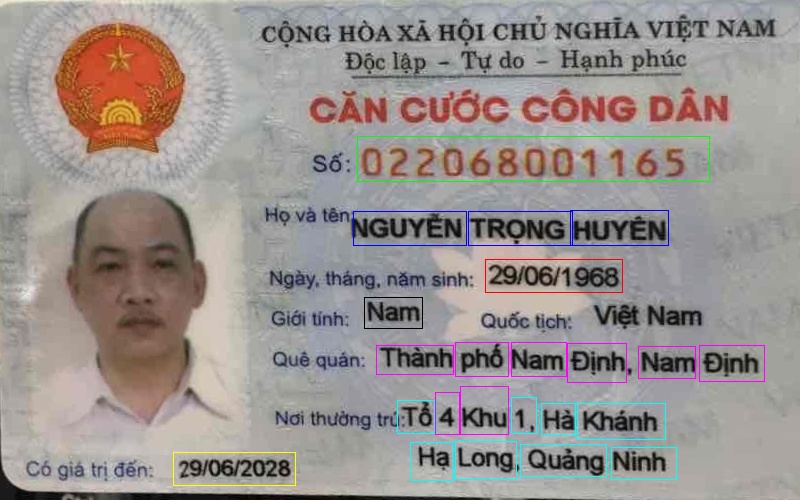 CỘNG HÒA XÃ HỘI CHỦ NGHĨA VIỆT NAM
Độc lập - Tự do - Hạnh phúc
CĂN CƯỚC CÔNG DÂN
Số: 022068001165
Họ và tên: NGUYỄN TRỌNG HUYÊN
Ngày, tháng, năm sinh: 29/06/1968
Giới tính: Nam Quốc tịch: Việt Nam
Quê quán: Thành phố Nam Định, Nam Định
Nơi thường trú: Tổ 4 Khu 1, Hà Khánh
Hạ Long, Quảng Ninh
Có giá trị đến: 29/06/2028